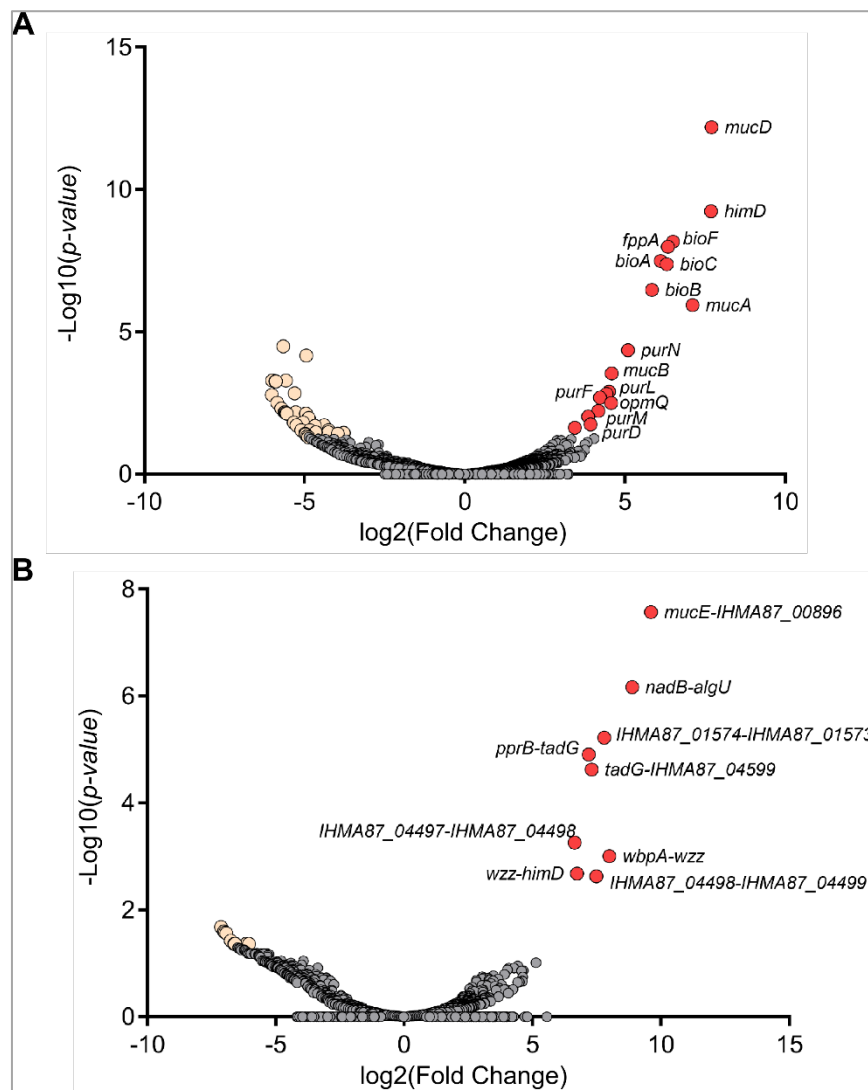 A
15
mucD
10
himD
fppA
bioF
bioA
bioC
bioB
mucA
5
purN
mucB
purF
purL
opmQ
purM
purD
0
-10
-5
0
5
10
-Log10(p-value)
log2(Fold Change)
B
8
mucE-IHMA87_00896
nadB-algU
6
IHMA87_01574-IHMA87_01573
pprB-tadG
tadG-IHMA87_04599
4
IHMA87_04497-IHMA87_04498
wbpA-wzz
wzz-himD
IHMA87_04498-IHMA87_04499
2
0
-10
-5
0
5
10
15
-Log10(p-value)
log2(Fold Change)